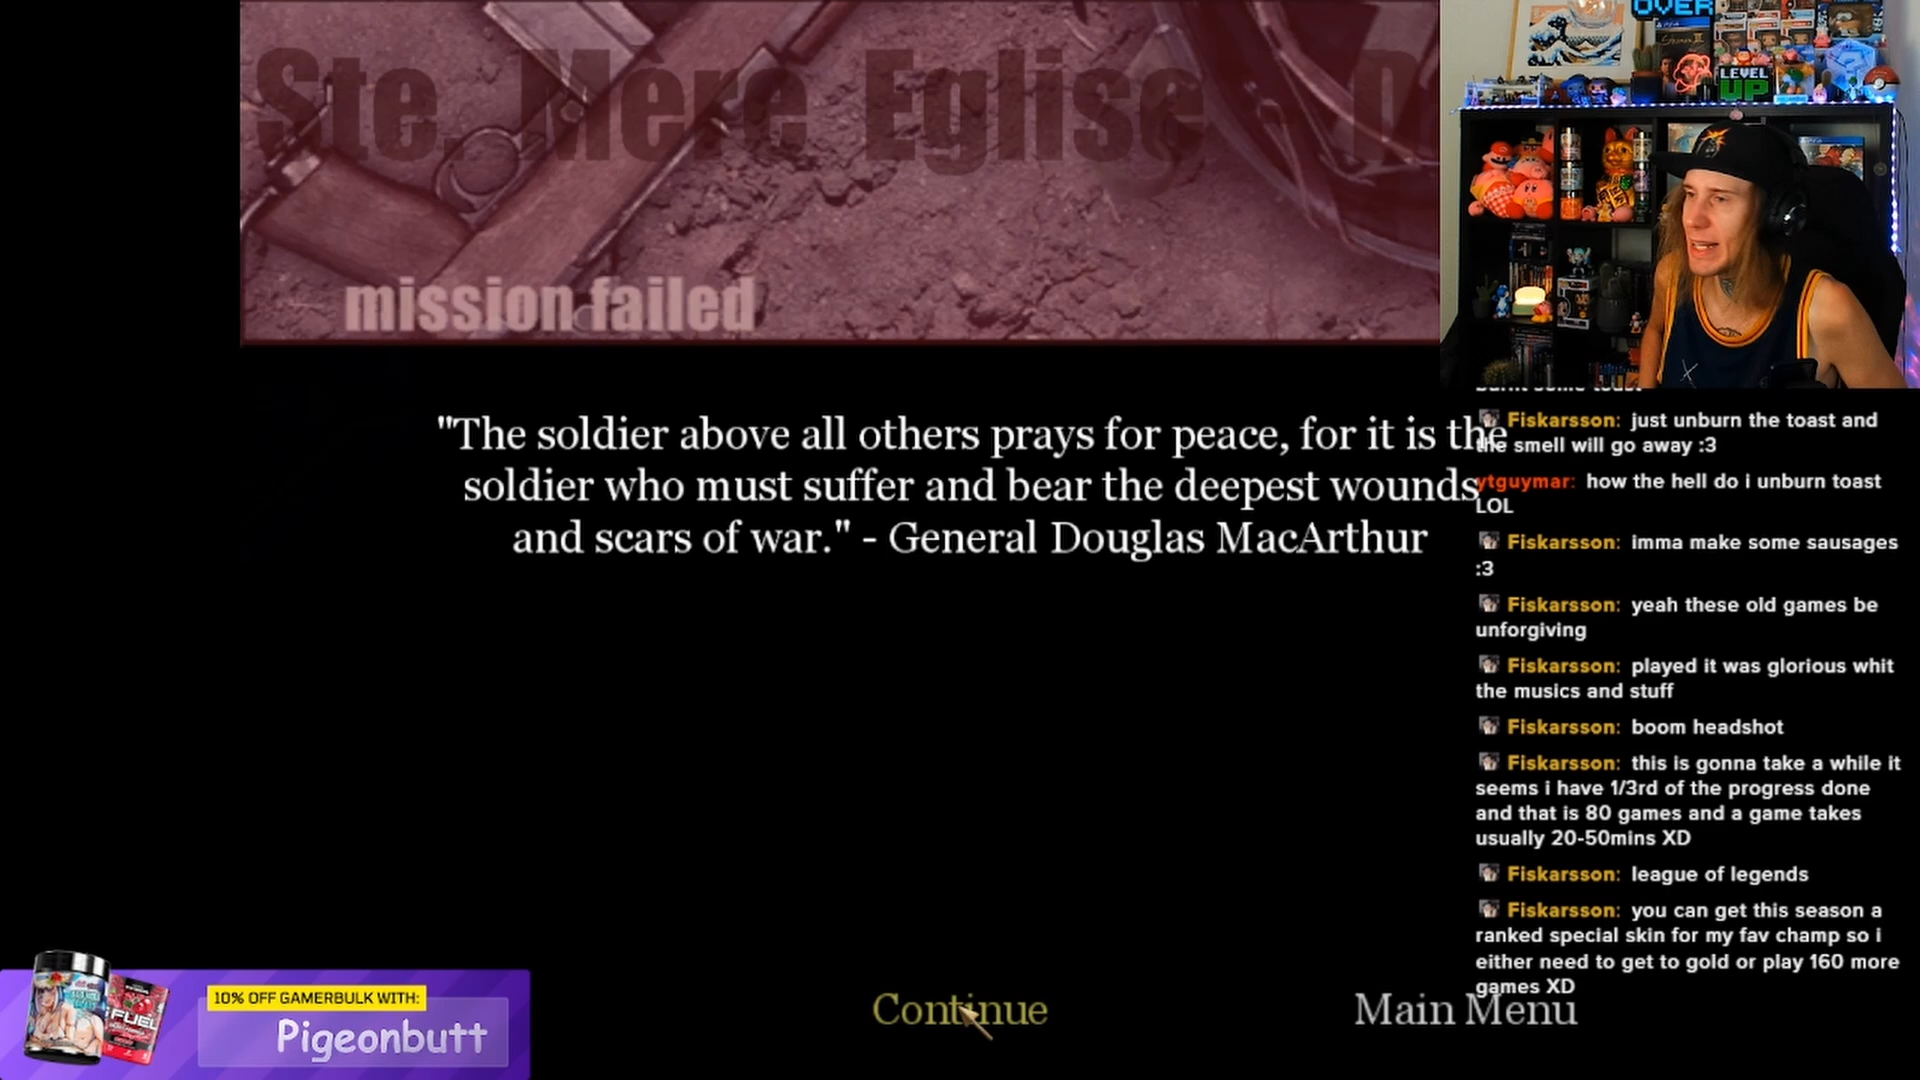 Ste. Mère Eglise
mission failed
"The soldier above all others prays for peace, for it is the
soldier who must suffer and bear the deepest wounds
and scars of war." - General Douglas MacArthur
Continue
Main Menu
OVER
LEVEL
UP
Fiskarsson: just unburn the toast and
the smell will go away :3
ytguymar: how the hell do i unburn toast
LOL
Fiskarsson: imma make some sausages
:3
Fiskarsson: yeah these old games be
unforgiving
Fiskarsson: played it was glorious whit
the musics and stuff
Fiskarsson: boom headshot
Fiskarsson: this is gonna take a while it
seems i have 1/3rd of the progress done
and that is 80 games and a game takes
usually 20-50mins XD
Fiskarsson: league of legends
Fiskarsson: you can get this season a
ranked special skin for my fav champ so i
either need to get to gold or play 160 more
games XD
10% OFF GAMERBULK WITH:
Pigeonbutt
FUEL